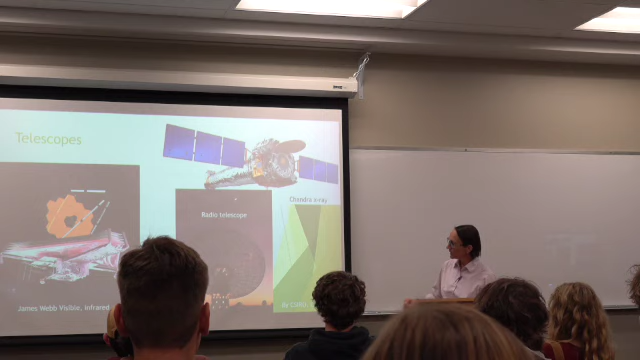 Telescopes
Chandra X-ray
Radio telescope
James Webb Visible, Infrared